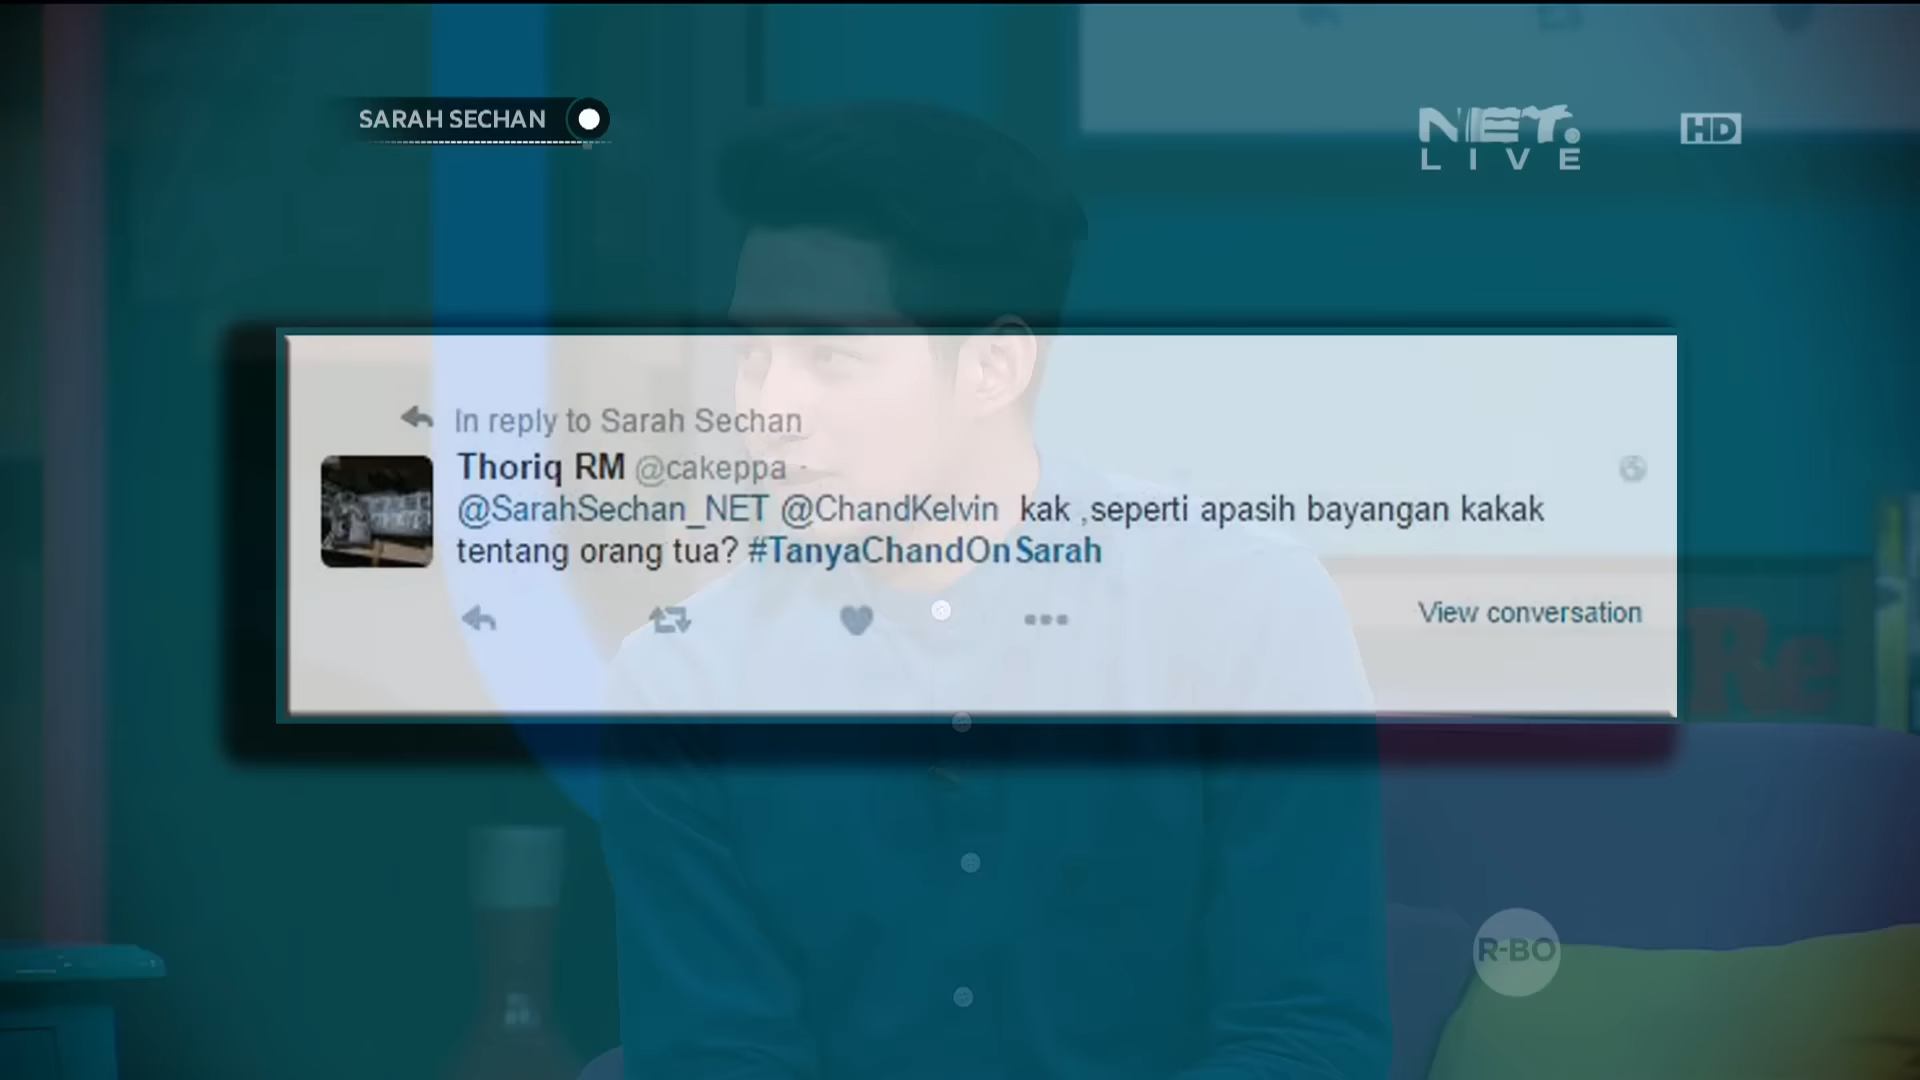 SARAH SECHAN
NET.
LIVE
HD
In reply to Sarah Sechan
Thoriq RM @cakeppa
@SarahSechan_NET @ChandKelvin kak ,seperti apasih bayangan kakak
tentang orang tua? #TanyaChandOnSarah
View conversation
Re
R-BO